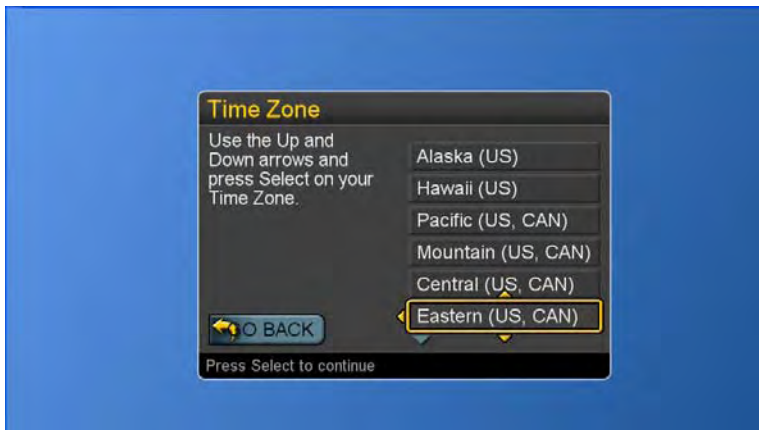 Time Zone
Use the Up and
Down arrows and
press Select on your
Time Zone.
Alaska (US)
Hawaii (US)
Pacific (US, CAN)
Mountain (US, CAN)
Central (US, CAN)
Eastern (US, CAN)
GO BACK
Press Select to continue